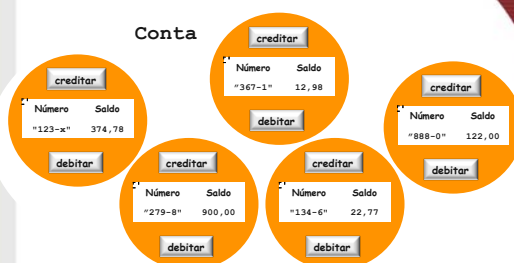 Conta
creditar
Número Saldo
"367-1" 12,98
debitar
creditar
Número Saldo
"123-x" 374,78
debitar
creditar
Número Saldo
"888-0" 122,00
debitar
creditar
Número Saldo
"279-8" 900,00
debitar
creditar
Número Saldo
"134-6" 22,77
debitar